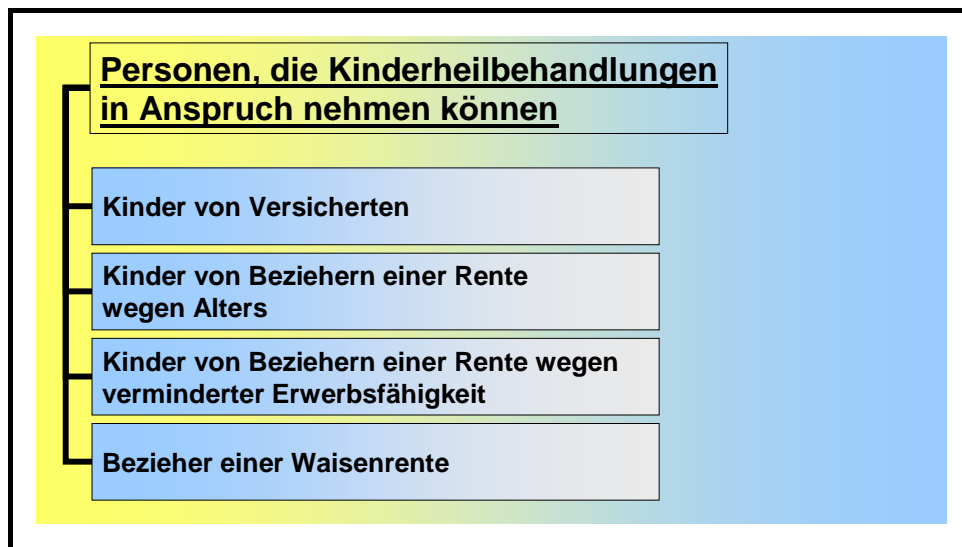 Personen, die Kinderheilbehandlungen
in Anspruch nehmen können
Kinder von Versicherten
Kinder von Beziehern einer Rente
wegen Alters
Kinder von Beziehern einer Rente wegen
verminderter Erwerbsfähigkeit
Bezieher einer Waisenrente